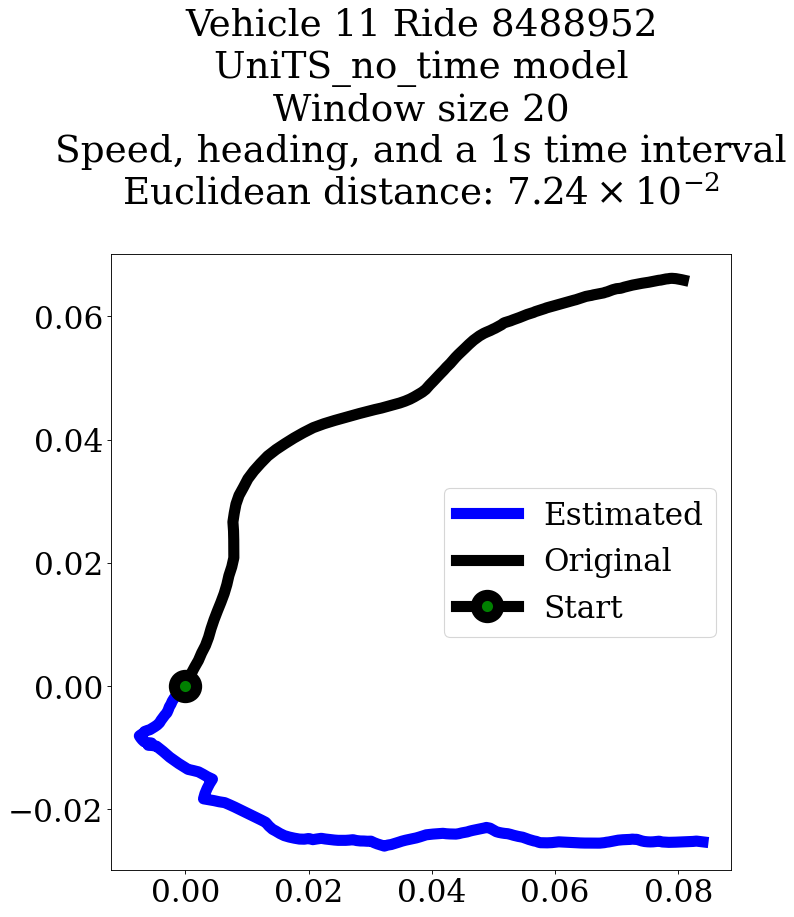 Vehicle 11 Ride 8488952
UniTS_no_time model
Window size 20
Speed, heading, and a 1s time interval
Euclidean distance: 7.24 × 10⁻²
0.06
0.04
0.02
0.00
−0.02
Estimated
Original
Start
0.00 0.02 0.04 0.06 0.08